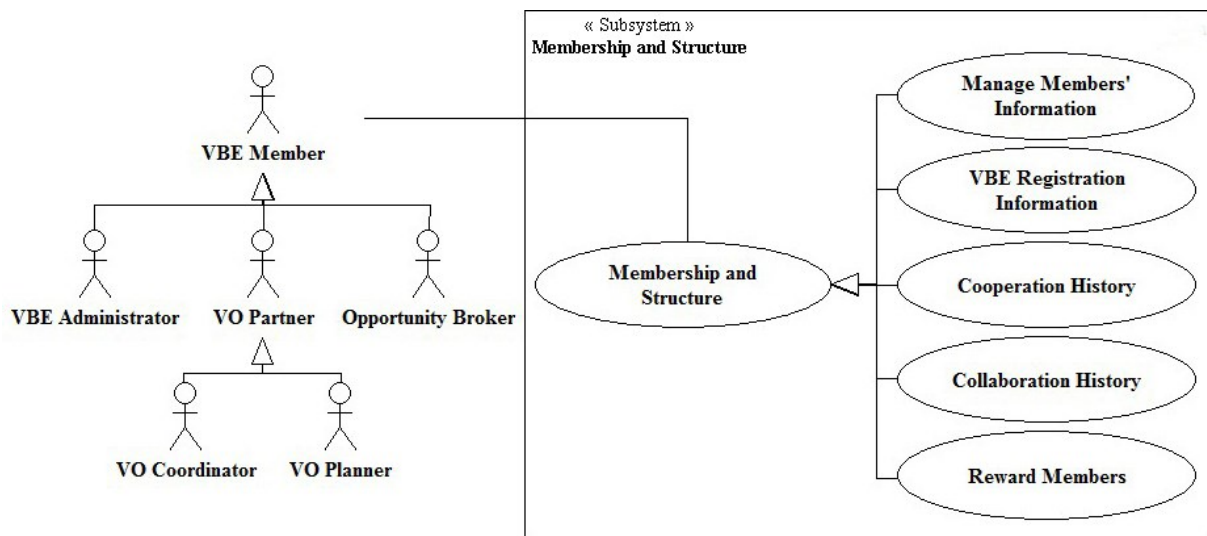 « Subsystem »
Membership and Structure
VBE Member
VBE Administrator
VO Partner
Opportunity Broker
VO Coordinator
VO Planner
Membership and
Structure
Manage Members'
Information
VBE Registration
Information
Cooperation History
Collaboration History
Reward Members